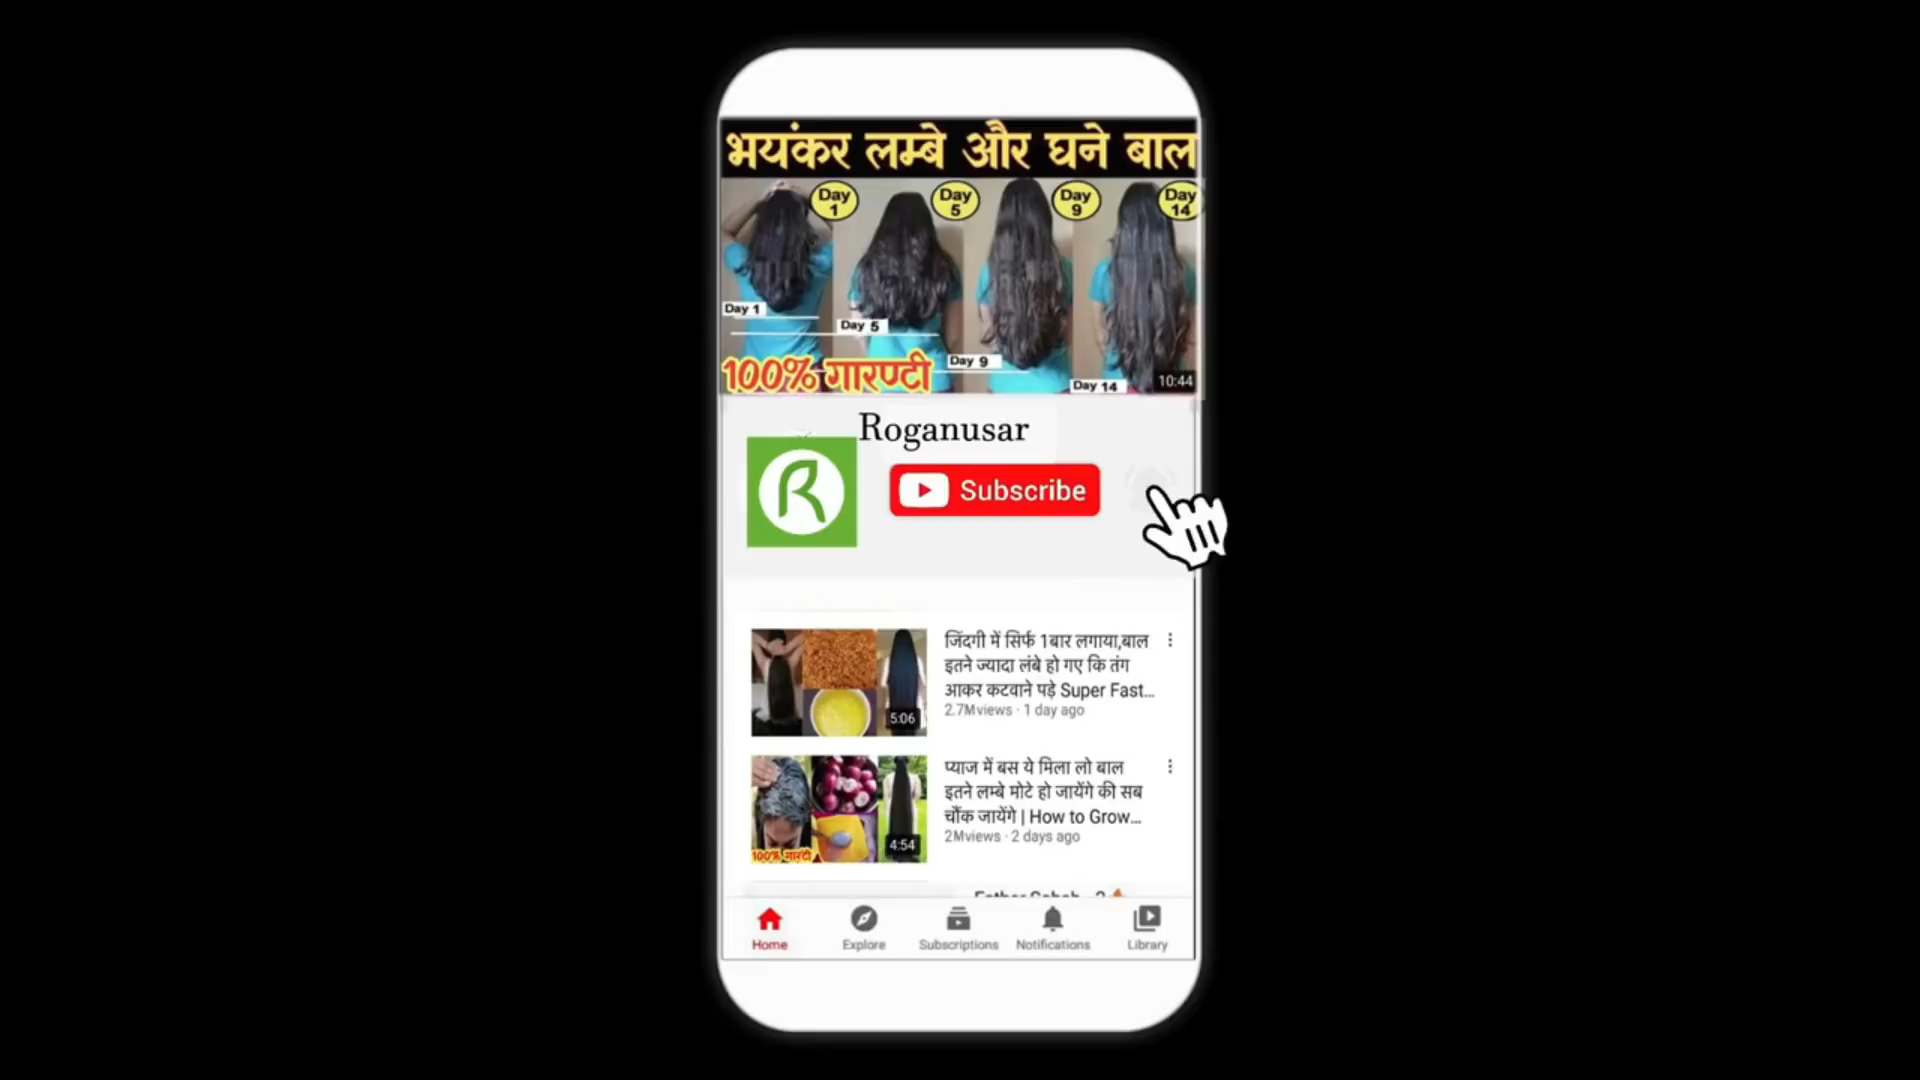 भयंकर लम्बे और घने बाल
Day 1
Day 5
Day 9
Day 14
Day 1
Day 5
Day 9
Day 14
100% गारण्टी
10:44
Roganusar
Subscribe
जिंदगी में सिर्फ 1बार लगाया,बाल
इतने ज्यादा लंबे हो गए कि तंग
आकर कटवाने पड़े Super Fast...
2.7Mviews · 1 day ago
5:06
प्याज में बस ये मिला लो बाल
इतने लम्बे मोटे हो जायेंगे की सब
चौंक जायेंगे | How to Grow...
2Mviews · 2 days ago
4:54
100% गारंटी
Home
Explore
Subscriptions
Notifications
Library